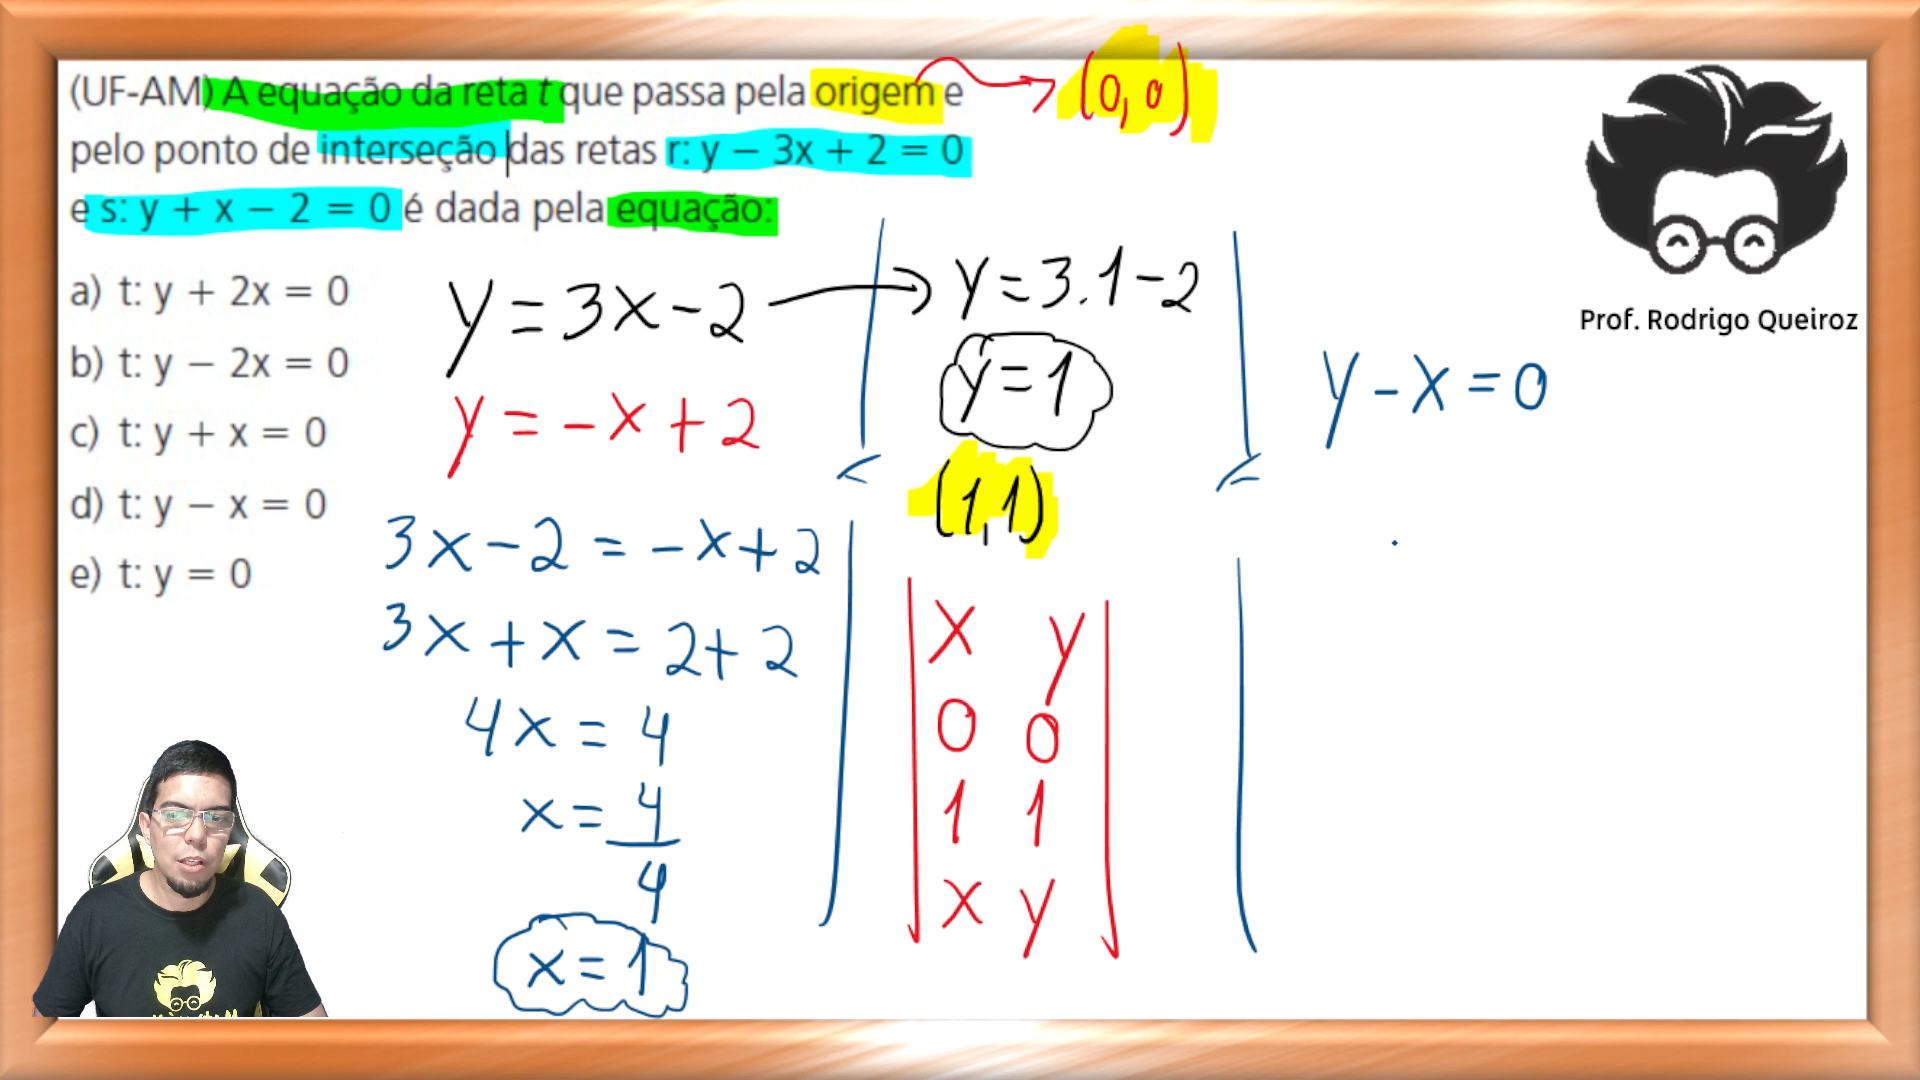 (UF-AM) A equação da reta t que passa pela origem e
(0, 0)
pelo ponto de interseção das retas r: y – 3x + 2 = 0
e s: y + x – 2 = 0 é dada pela equação:
a) t: y + 2x = 0
b) t: y – 2x = 0
c) t: y + x = 0
d) t: y – x = 0
e) t: y = 0
y = 3x - 2
y = -x + 2
3x - 2 = -x + 2
3x + x = 2 + 2
4x = 4
x = 4
4
x = 1
y = 3.1 - 2
y = 1
(1,1)
x y
0 0
1 1
x y
y - x = 0
Prof. Rodrigo Queiroz